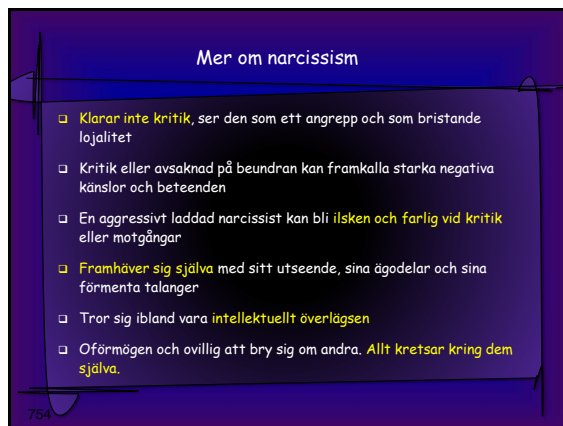 Mer om narcissism
❑ Klarar inte kritik, ser den som ett angrepp och som bristande
lojalitet
❑ Kritik eller avsaknad på beundran kan framkalla starka negativa
känslor och beteenden
❑ En aggressivt laddad narcissist kan bli ilsken och farlig vid kritik
eller motgångar
❑ Framhäver sig själva med sitt utseende, sina ägodelar och sina
förmenta talanger
❑ Tror sig ibland vara intellektuellt överlägsen
❑ Oförmögen och ovillig att bry sig om andra. Allt kretsar kring dem
själva.
754